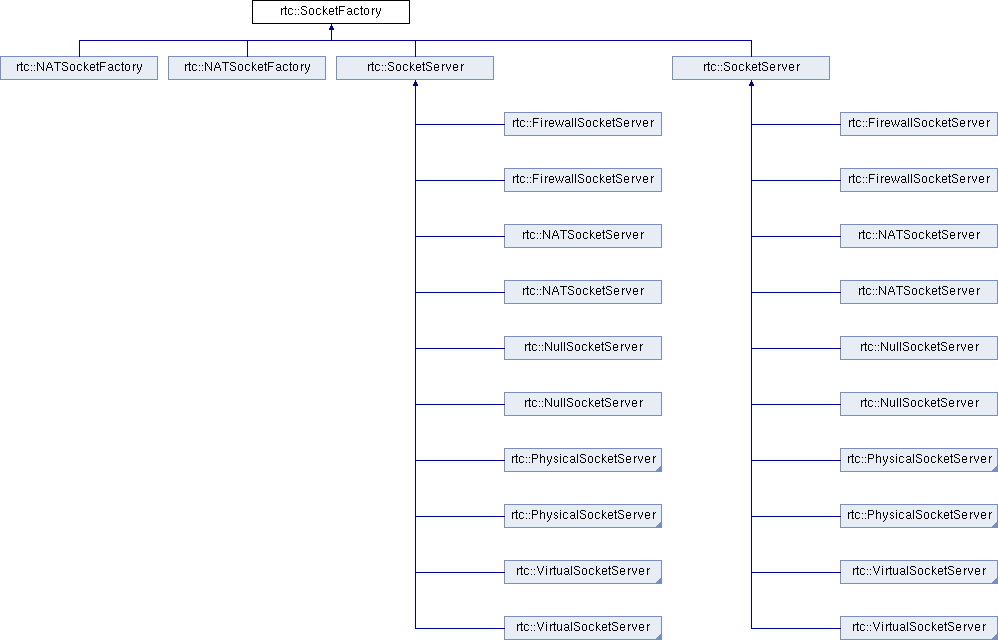 rtc::SocketFactory
rtc::NATSocketFactory
rtc::NATSocketFactory
rtc::SocketServer
rtc::SocketServer
rtc::FirewallSocketServer
rtc::FirewallSocketServer
rtc::FirewallSocketServer
rtc::FirewallSocketServer
rtc::NATSocketServer
rtc::NATSocketServer
rtc::NATSocketServer
rtc::NATSocketServer
rtc::NullSocketServer
rtc::NullSocketServer
rtc::NullSocketServer
rtc::NullSocketServer
rtc::PhysicalSocketServer
rtc::PhysicalSocketServer
rtc::PhysicalSocketServer
rtc::PhysicalSocketServer
rtc::VirtualSocketServer
rtc::VirtualSocketServer
rtc::VirtualSocketServer
rtc::VirtualSocketServer